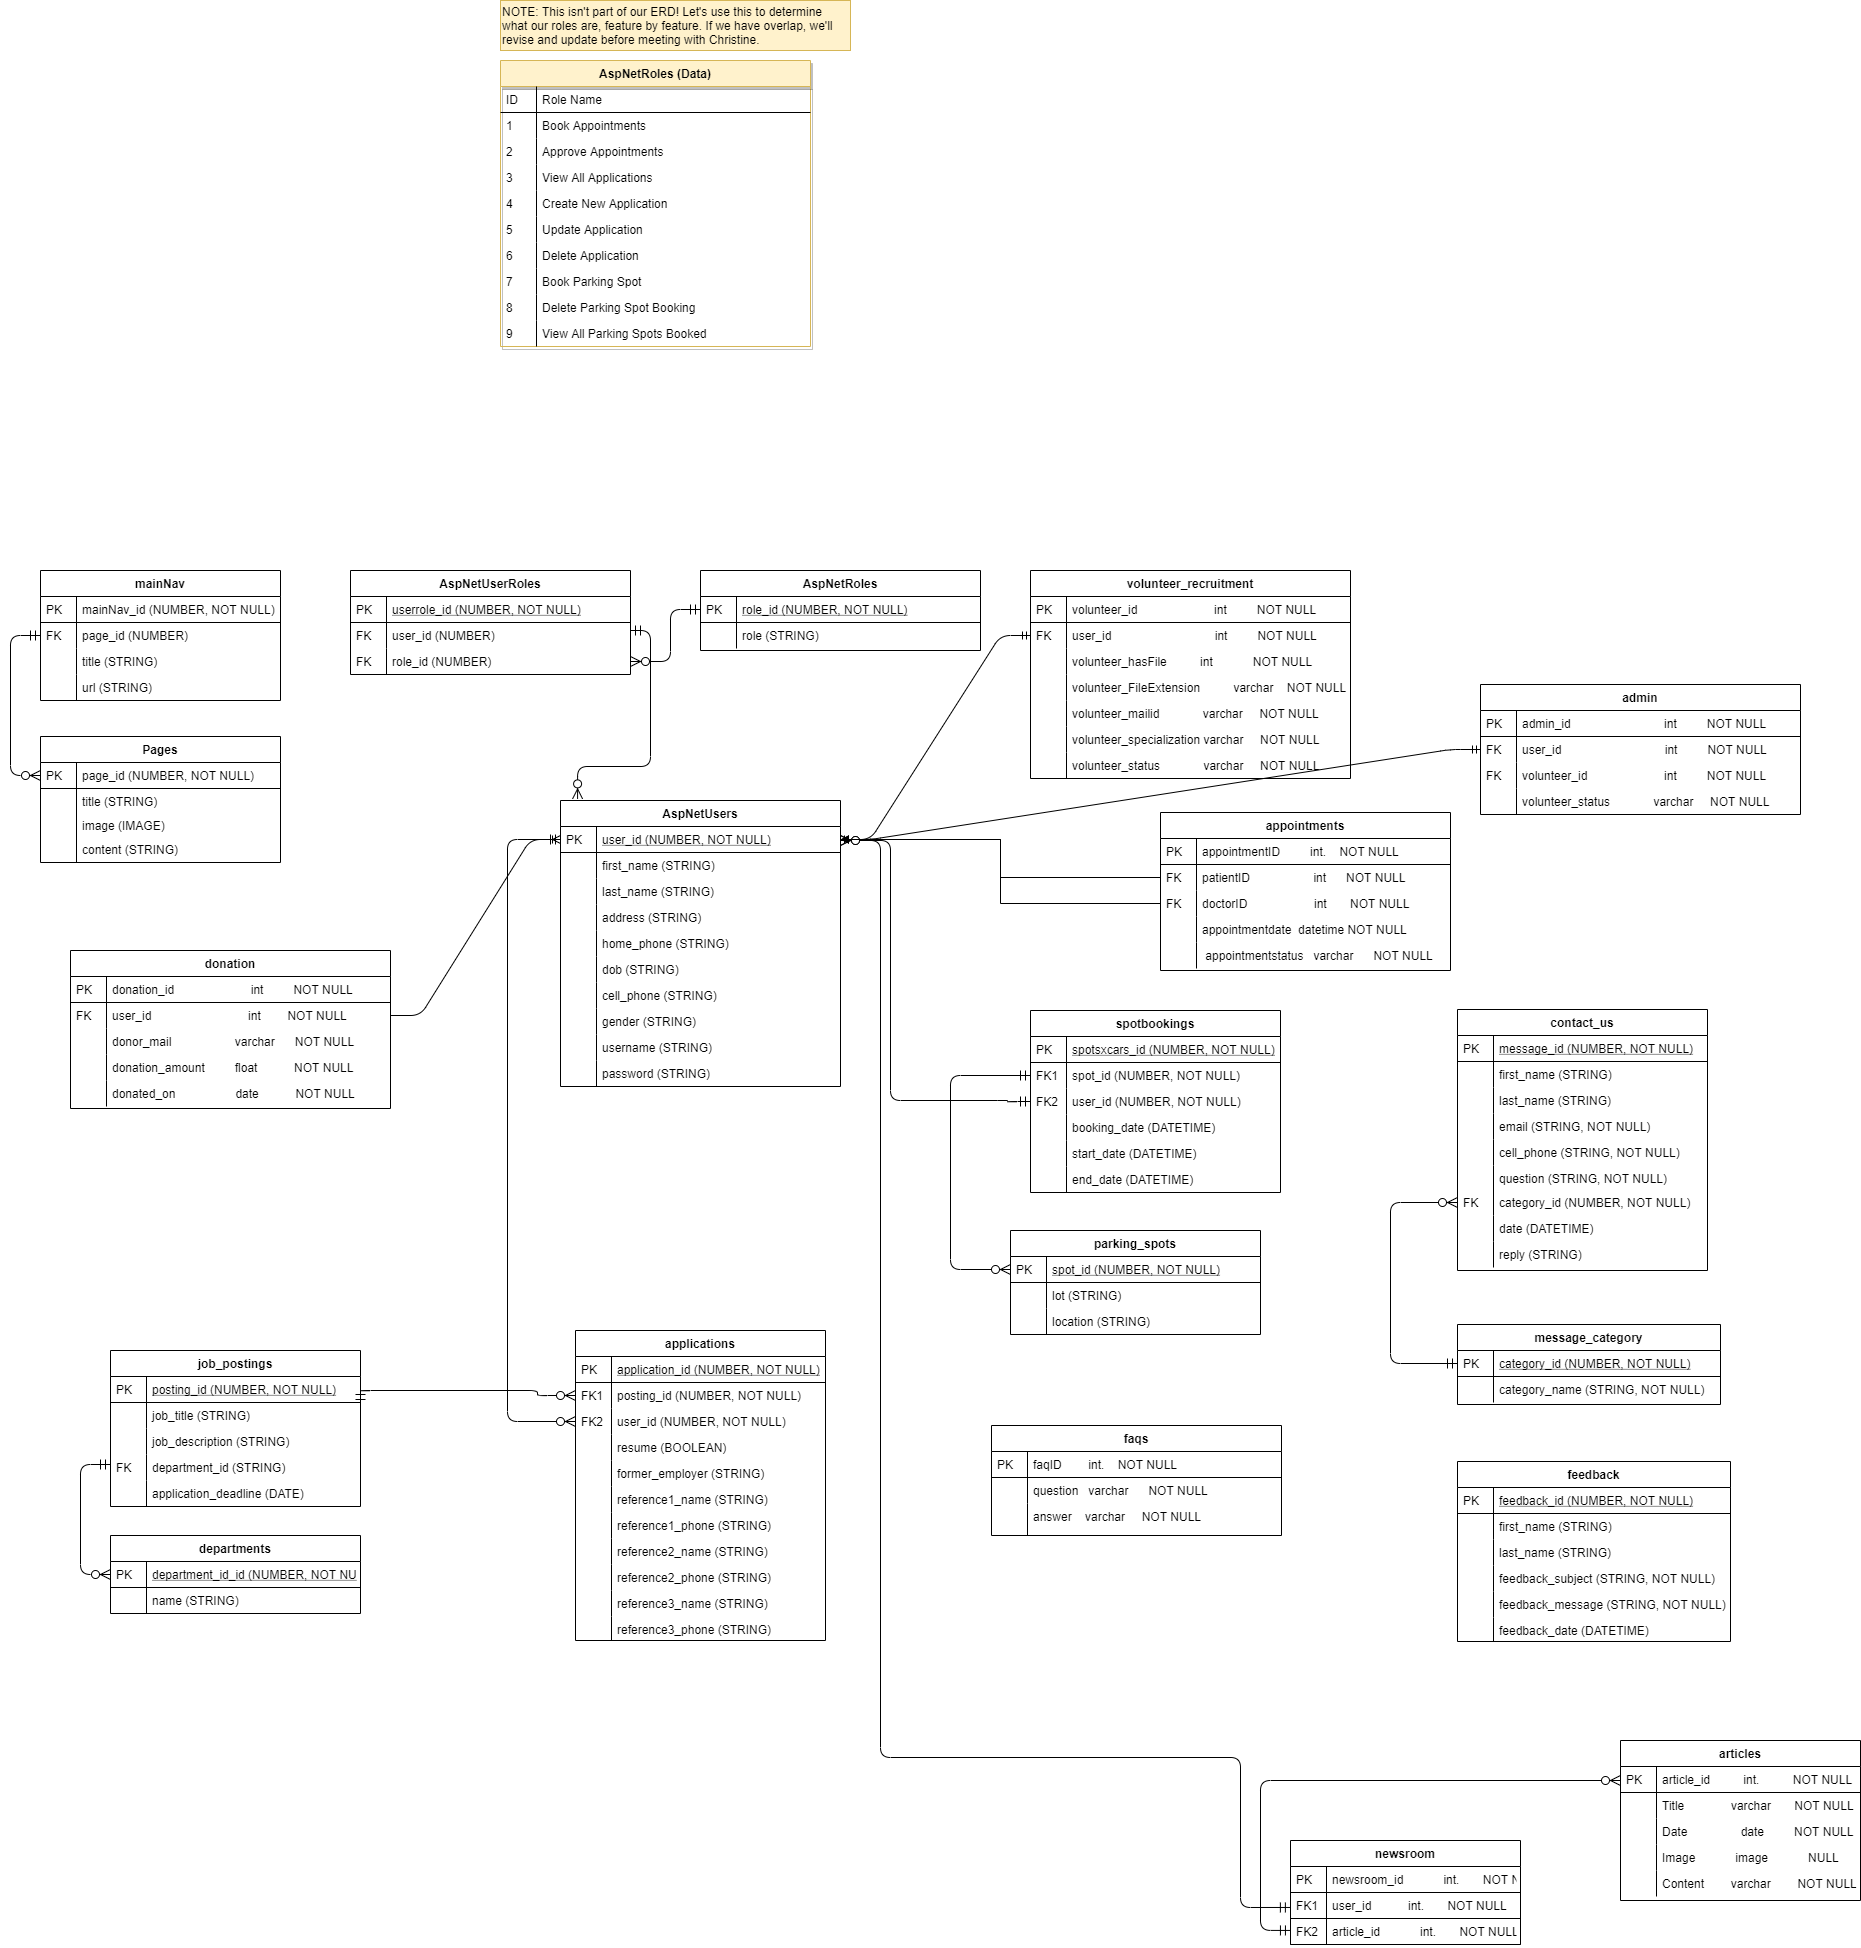 NOTE: This isn't part of our ERD! Let's use this to determine
what our roles are, feature by feature. If we have overlap, we'll
revise and update before meeting with Christine.
AspNetRoles (Data)
ID Role Name
1 Book Appointments
2 Approve Appointments
3 View All Applications
4 Create New Application
5 Update Application
6 Delete Application
7 Book Parking Spot
8 Delete Parking Spot Booking
9 View All Parking Spots Booked
mainNav
PK mainNav_id (NUMBER, NOT NULL)
FK page_id (NUMBER)
title (STRING)
url (STRING)
Pages
PK page_id (NUMBER, NOT NULL)
title (STRING)
image (IMAGE)
content (STRING)
AspNetUserRoles
PK userrole_id (NUMBER, NOT NULL)
FK user_id (NUMBER)
FK role_id (NUMBER)
AspNetRoles
PK role_id (NUMBER, NOT NULL)
role (STRING)
volunteer_recruitment
PK volunteer_id int NOT NULL
FK user_id int NOT NULL
volunteer_hasFile int NOT NULL
volunteer_FileExtension varchar NOT NULL
volunteer_mailid varchar NOT NULL
volunteer_specialization varchar NOT NULL
volunteer_status varchar NOT NULL
admin
PK admin_id int NOT NULL
FK user_id int NOT NULL
FK volunteer_id int NOT NULL
volunteer_status varchar NOT NULL
AspNetUsers
PK user_id (NUMBER, NOT NULL)
first_name (STRING)
last_name (STRING)
address (STRING)
home_phone (STRING)
dob (STRING)
cell_phone (STRING)
gender (STRING)
username (STRING)
password (STRING)
appointments
PK appointmentID int. NOT NULL
FK patientID int NOT NULL
FK doctorID int NOT NULL
appointmentdate datetime NOT NULL
appointmentstatus varchar NOT NULL
donation
PK donation_id int NOT NULL
FK user_id int NOT NULL
donor_mail varchar NOT NULL
donation_amount float NOT NULL
donated_on date NOT NULL
spotbookings
PK spotsxcars_id (NUMBER, NOT NULL)
FK1 spot_id (NUMBER, NOT NULL)
FK2 user_id (NUMBER, NOT NULL)
booking_date (DATETIME)
start_date (DATETIME)
end_date (DATETIME)
contact_us
PK message_id (NUMBER, NOT NULL)
first_name (STRING)
last_name (STRING)
email (STRING, NOT NULL)
cell_phone (STRING, NOT NULL)
question (STRING, NOT NULL)
FK category_id (NUMBER, NOT NULL)
date (DATETIME)
reply (STRING)
parking_spots
PK spot_id (NUMBER, NOT NULL)
lot (STRING)
location (STRING)
message_category
PK category_id (NUMBER, NOT NULL)
category_name (STRING, NOT NULL)
job_postings
PK posting_id (NUMBER, NOT NULL)
job_title (STRING)
job_description (STRING)
FK department_id (STRING)
application_deadline (DATE)
departments
PK department_id_id (NUMBER, NOT NU
name (STRING)
applications
PK application_id (NUMBER, NOT NULL)
FK1 posting_id (NUMBER, NOT NULL)
FK2 user_id (NUMBER, NOT NULL)
resume (BOOLEAN)
former_employer (STRING)
reference1_name (STRING)
reference1_phone (STRING)
reference2_name (STRING)
reference2_phone (STRING)
reference3_name (STRING)
reference3_phone (STRING)
faqs
PK faqID int. NOT NULL
question varchar NOT NULL
answer varchar NOT NULL
feedback
PK feedback_id (NUMBER, NOT NULL)
first_name (STRING)
last_name (STRING)
feedback_subject (STRING, NOT NULL)
feedback_message (STRING, NOT NULL)
feedback_date (DATETIME)
articles
PK article_id int. NOT NULL
Title varchar NOT NULL
Date date NOT NULL
Image image NULL
Content varchar NOT NULL
newsroom
PK newsroom_id int. NOT N
FK1 user_id int. NOT NULL
FK2 article_id int. NOT NULL